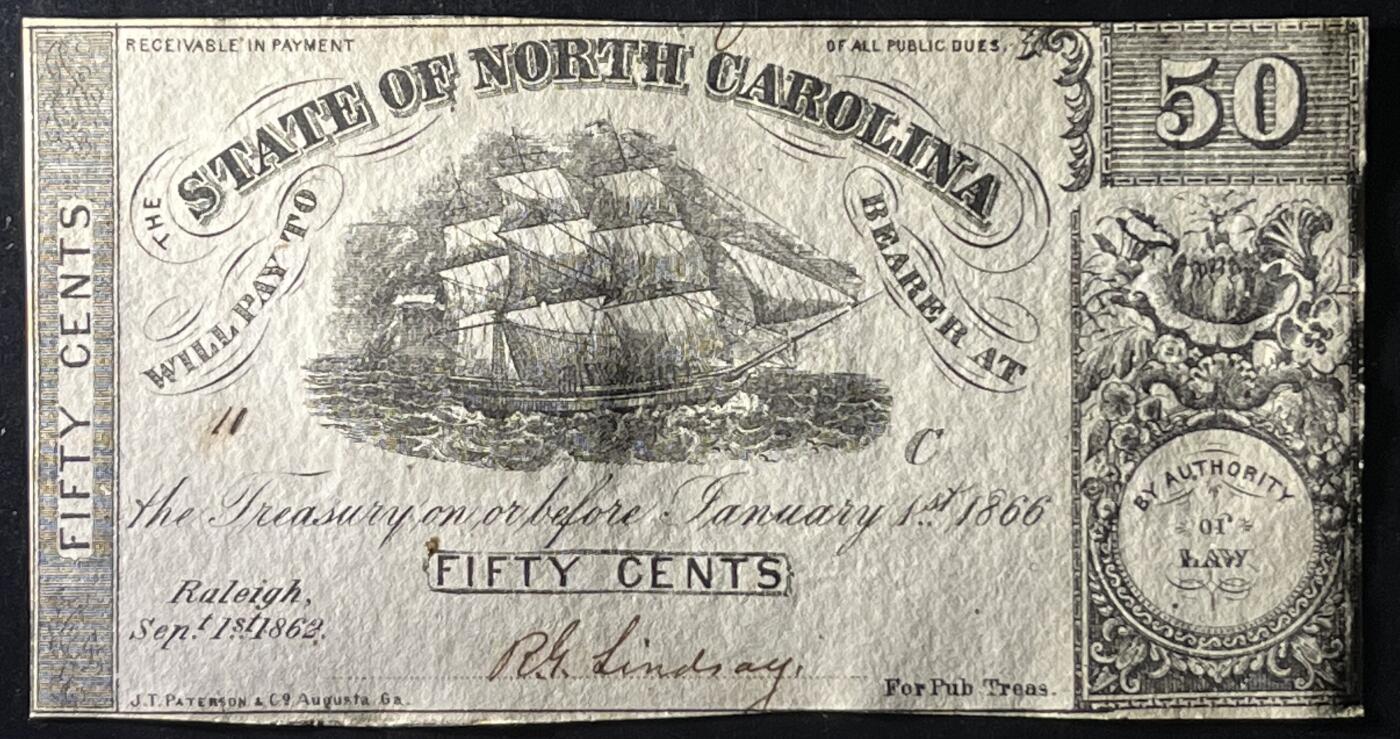 RECEIVABLE IN PAYMENT OF ALL PUBLIC DUES.
50
THE STATE OF NORTH CAROLINA
WILL PAY TO BEARER AT
11
C
the Treasury on or before January 1st 1866
FIFTY CENTS
Raleigh,
Sept. 1st 1862.
R.G. Lindsay.
For Pub Treas.
J.T. PATERSON & Co Augusta Ga.
FIFTY CENTS
BY AUTHORITY
OF
LAW